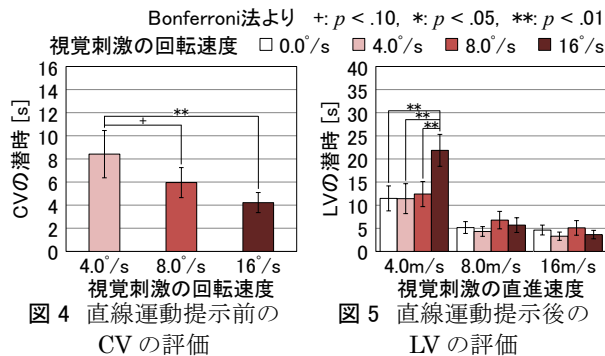 Bonferroni法より +: p < .10, *: p < .05, **: p < .01
視覚刺激の回転速度 0.0°/s 4.0°/s 8.0°/s 16°/s
CVの潜時 [s]
16
14
12
10
8
6
4
2
0
**
+
4.0°/s 8.0°/s 16°/s
視覚刺激の回転速度
図 4 直線運動提示前の
CV の評価
LVの潜時 [s]
40
35
30
25
20
15
10
5
0
**
**
**
4.0m/s 8.0m/s 16m/s
視覚刺激の直進速度
図 5 直線運動提示後の
LV の評価